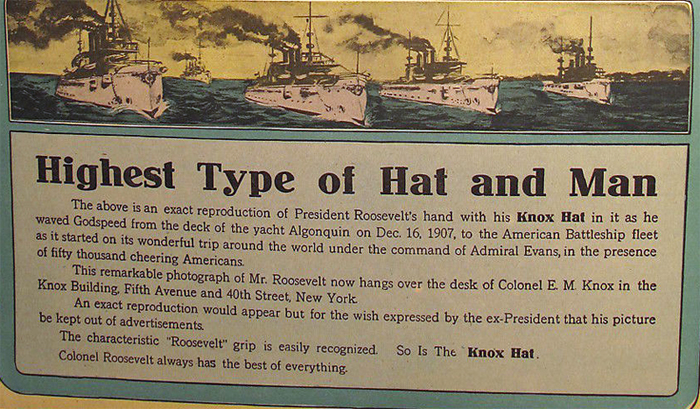 Highest Type of Hat and Man
The above is an exact reproduction of President Roosevelt's hand with his Knox Hat in it as he
waved Godspeed from the deck of the yacht Algonquin on Dec. 16, 1907, to the American Battleship fleet
as it started on its wonderful trip around the world under the command of Admiral Evans, in the presence
of fifty thousand cheering Americans.
This remarkable photograph of Mr. Roosevelt now hangs over the desk of Colonel E. M. Knox in the
Knox Building, Fifth Avenue and 40th Street, New York.
An exact reproduction would appear but for the wish expressed by the ex-President that his picture
be kept out of advertisements.
The characteristic "Roosevelt" grip is easily recognized. So Is The Knox Hat.
Colonel Roosevelt always has the best of everything.